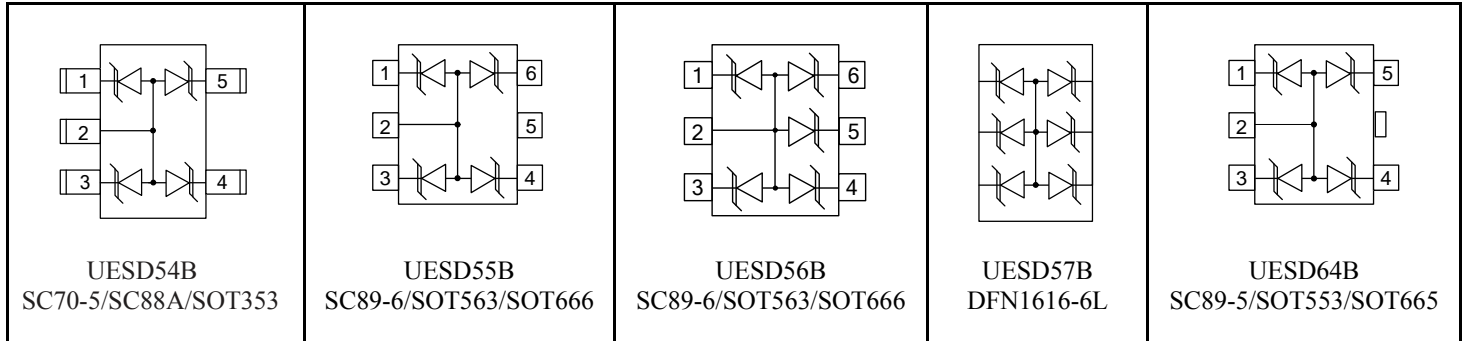 1 5
2
3 4
UESD54B
SC70-5/SC88A/SOT353
1 6
2 5
3 4
UESD55B
SC89-6/SOT563/SOT666
1 6
2 5
3 4
UESD56B
SC89-6/SOT563/SOT666
UESD57B
DFN1616-6L
1 5
2
3 4
UESD64B
SC89-5/SOT553/SOT665